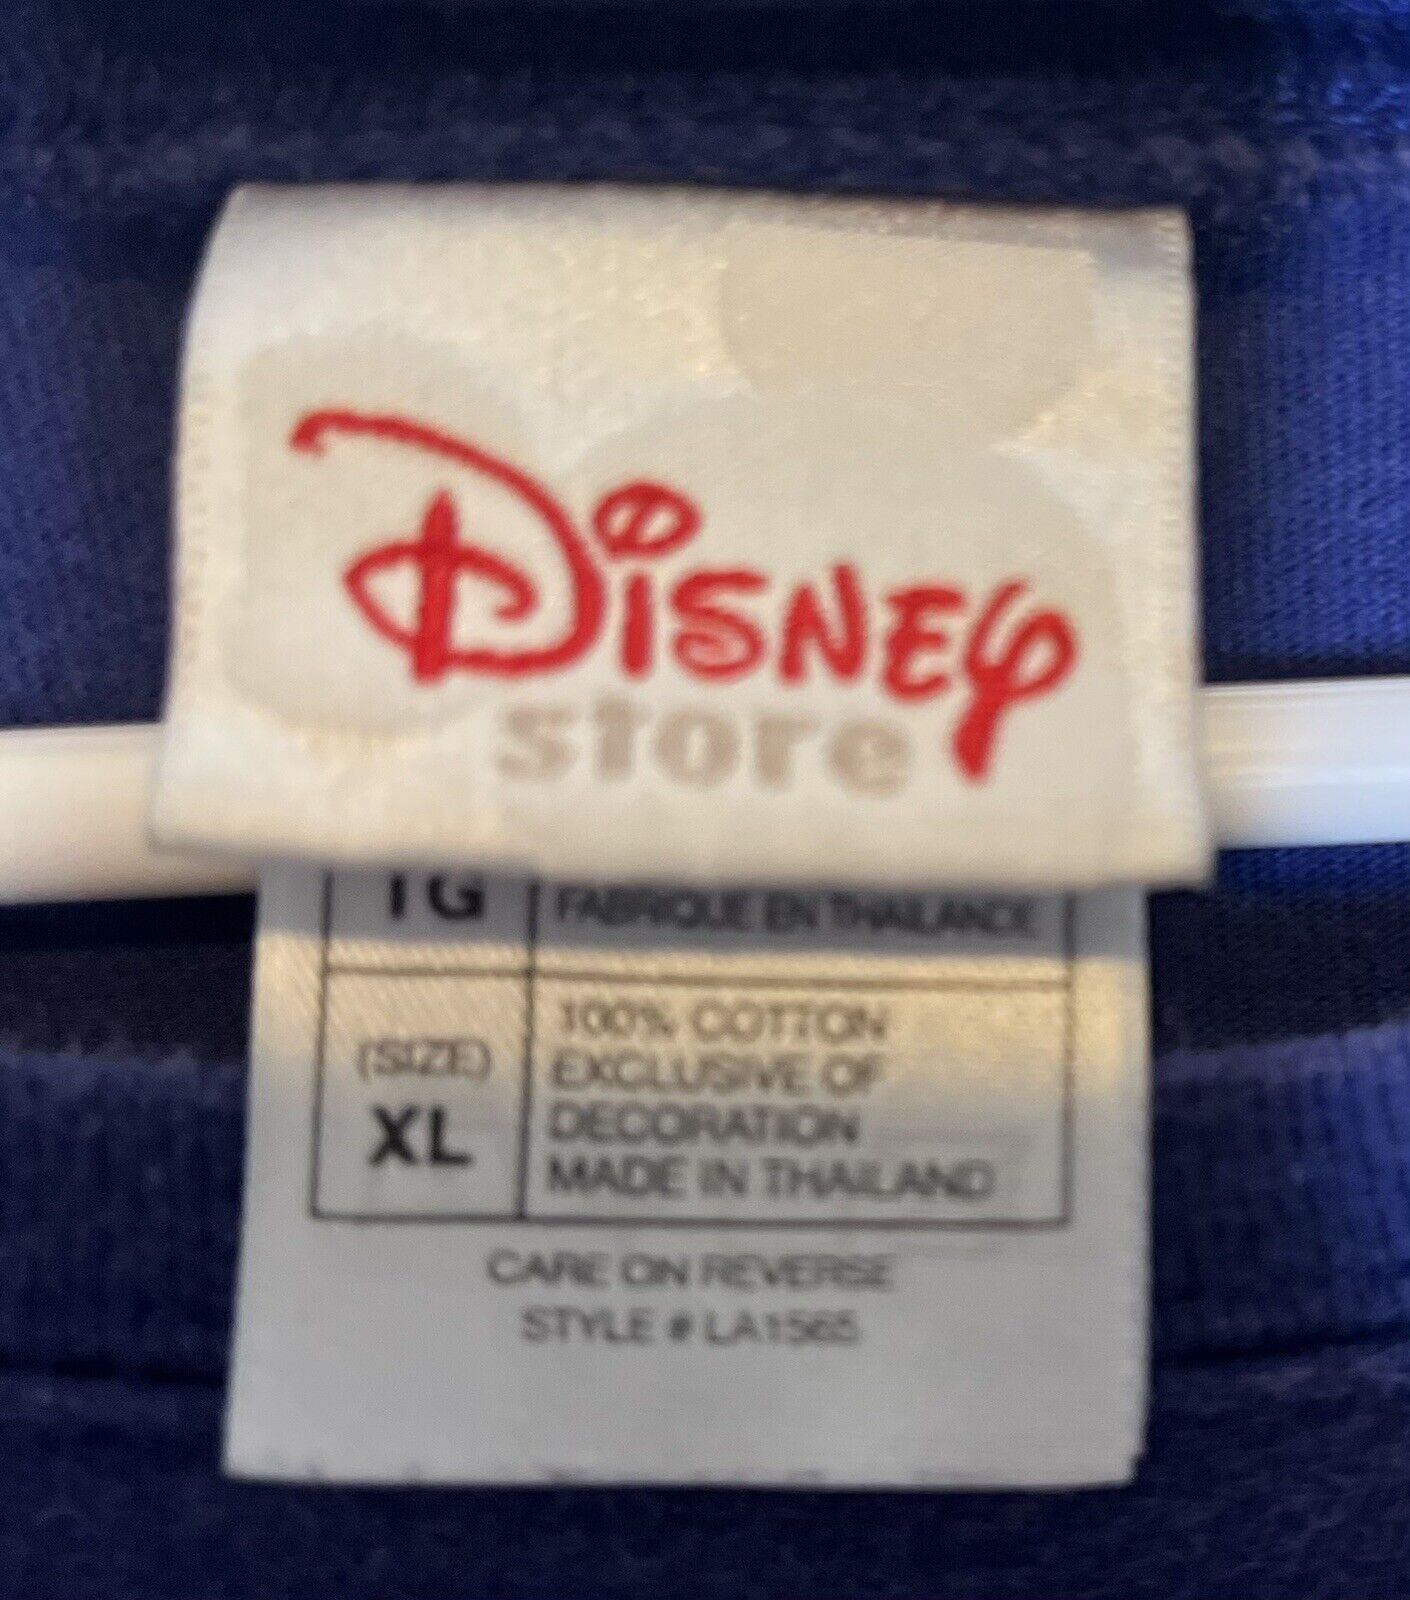 Disney
store
TG
FABRIQUE EN THAILANDE
(SIZE)
XL
100% COTTON
EXCLUSIVE OF
DECORATION
MADE IN THAILAND
CARE ON REVERSE
STYLE # LA1565